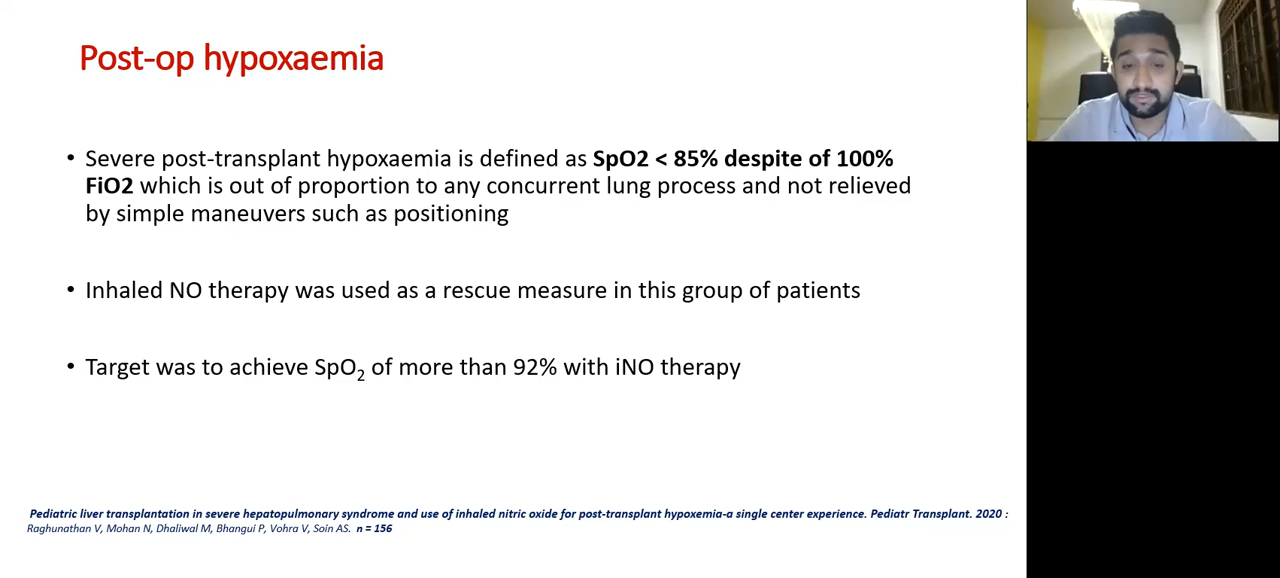 Post-op hypoxaemia
• Severe post-transplant hypoxaemia is defined as SpO2 < 85% despite of 100%
FiO2 which is out of proportion to any concurrent lung process and not relieved
by simple maneuvers such as positioning
• Inhaled NO therapy was used as a rescue measure in this group of patients
• Target was to achieve SpO2 of more than 92% with iNO therapy
Pediatric liver transplantation in severe hepatopulmonary syndrome and use of inhaled nitric oxide for post-transplant hypoxemia-a single center experience. Pediatr Transplant. 2020 :
Raghunathan V, Mohan N, Dhaliwal M, Bhangui P, Vohra V, Soin AS. n = 156